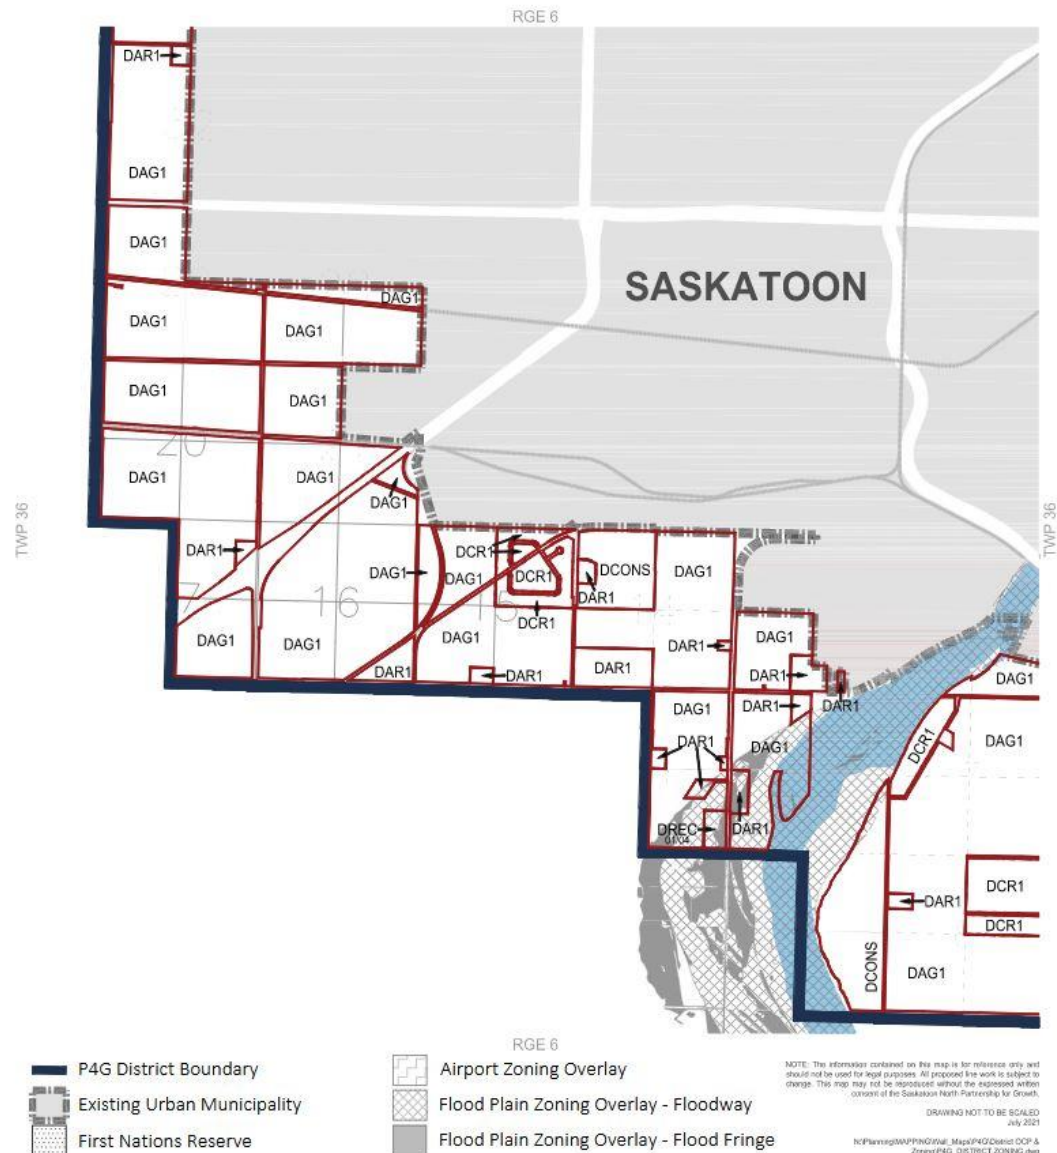 RGE 6
DAR1
DAG1
DAG1
SASKATOON
DAG1
DAG1
DAG1
DAG1
DAG1
20
DAG1
DAG1
DAG1
TWP 36
TWP 36
DAR1
DCR1
DAG1
DAG1
DCR1
DCONS
DAR1
DAG1
7
16
15
DCR1
DAG1
DAG1
DAG1
DAR1
DAG1
DAR1
DAR1
DAR1
DAR1
DAG1
DAR1
DAG1
DAG1
DAR1
DAR1
DAR1
DAG1
DCR1
DAG1
DREC
01/04
DAR1
DCR1
DAR1
DCR1
DCONS
DAG1
RGE 6
P4G District Boundary
Existing Urban Municipality
First Nations Reserve
Airport Zoning Overlay
Flood Plain Zoning Overlay - Floodway
Flood Plain Zoning Overlay - Flood Fringe
NOTE: The information contained on this map is for reference only and
should not be used for legal purposes. All proposed line work is subject to
change. This map may not be reproduced without the expressed written
consent of the Saskatoon North Partnership for Growth.
DRAWING NOT TO BE SCALED
July 2021